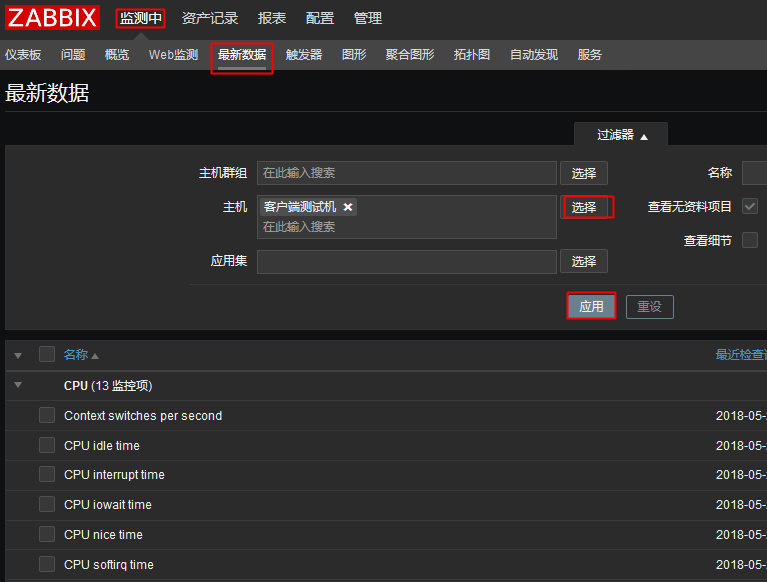 ZABBIX 监测中 资产记录 报表 配置 管理
仪表板 问题 概览 Web监测 最新数据 触发器 图形 聚合图形 拓扑图 自动发现 服务
最新数据
过滤器 ▲
主机群组 在此输入搜索 选择 名称
主机 客户端测试机 ✕ 选择 查看无资料项目
在此输入搜索
查看细节
应用集 选择
应用 重设
名称 ▲ 最近检查
CPU (13 监控项)
Context switches per second 2018-05-
CPU idle time 2018-05-
CPU interrupt time 2018-05-
CPU iowait time 2018-05-
CPU nice time 2018-05-
CPU softirq time 2018-05-